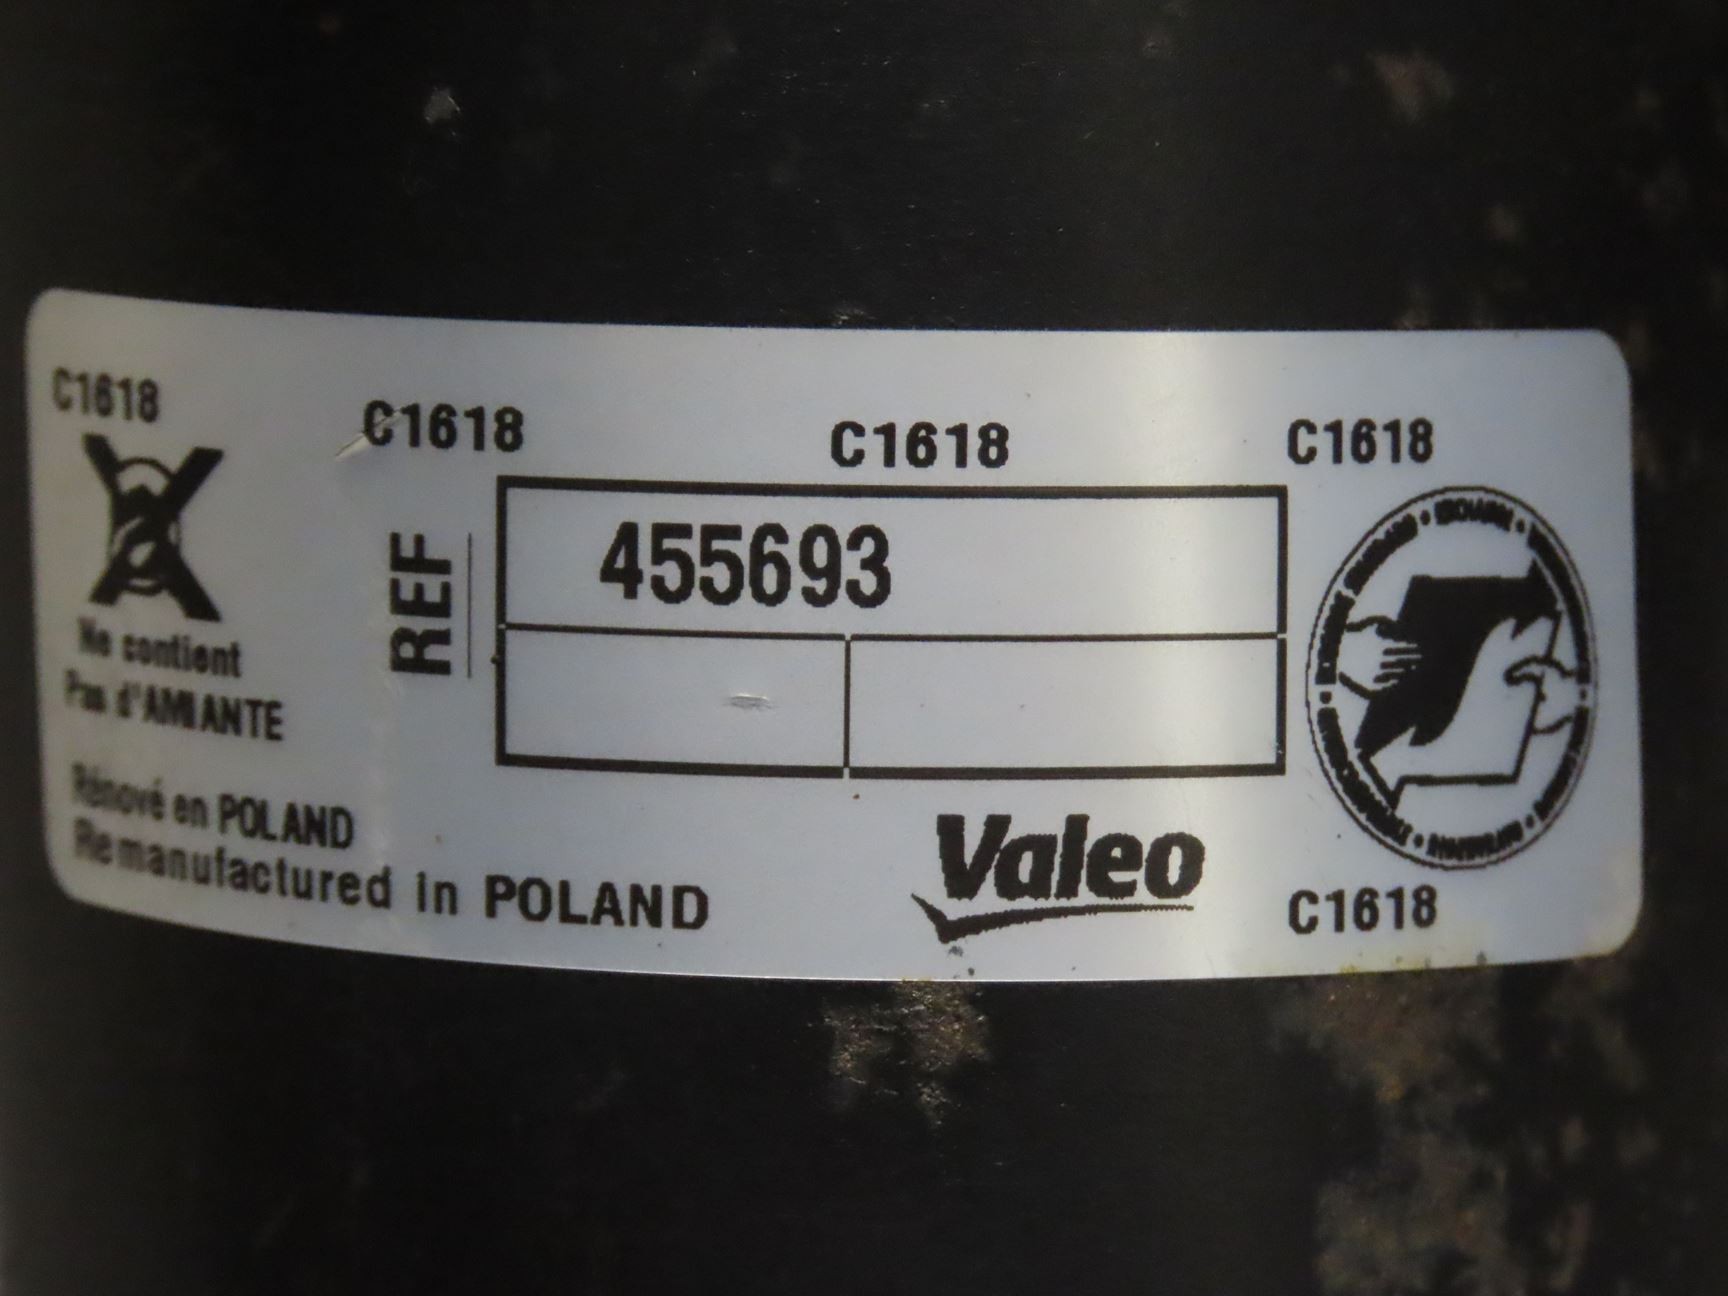 C1618
C1618
C1618
C1618
REF
455693
Ne contient
Pas d'AMIANTE
Rénové en POLAND
Remanufactured in POLAND
Valeo
C1618